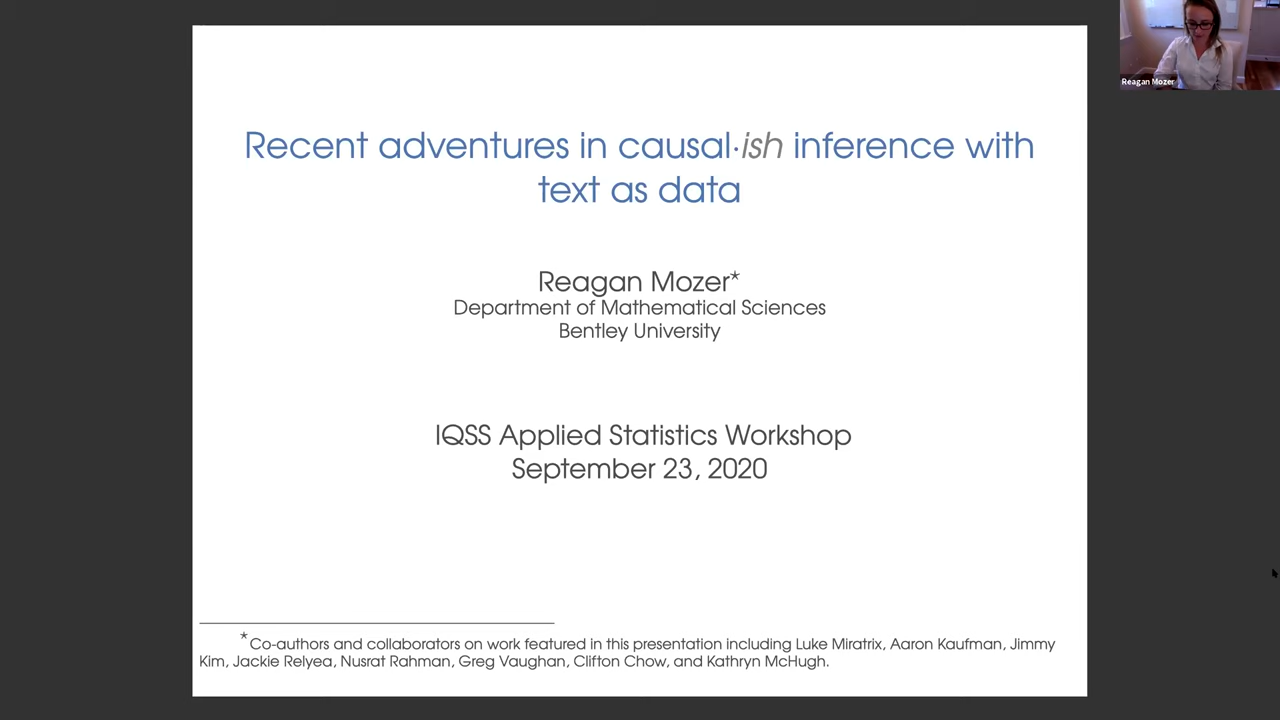 Reagan Mozer
Recent adventures in causal·ish inference with
text as data
Reagan Mozer*
Department of Mathematical Sciences
Bentley University
IQSS Applied Statistics Workshop
September 23, 2020
*Co-authors and collaborators on work featured in this presentation including Luke Miratrix, Aaron Kaufman, Jimmy
Kim, Jackie Relyea, Nusrat Rahman, Greg Vaughan, Clifton Chow, and Kathryn McHugh.